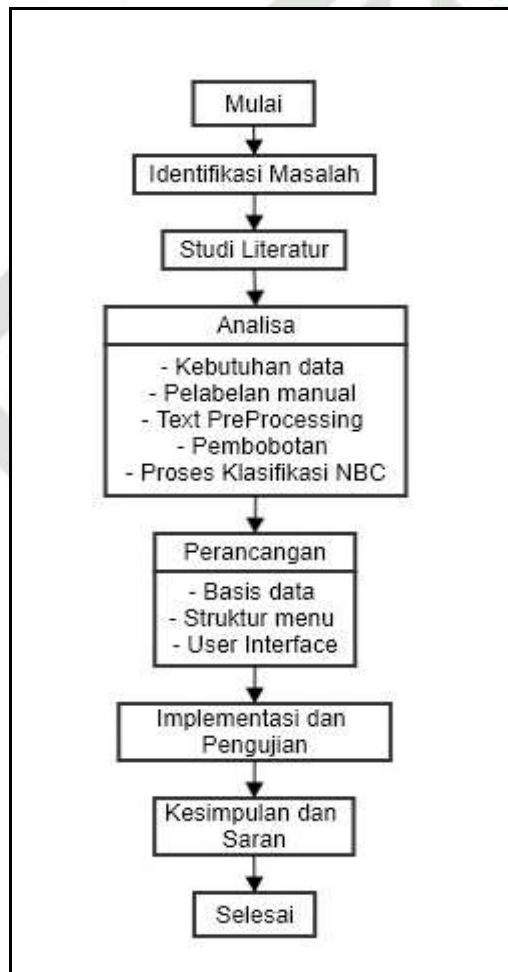 Mulai
Identifikasi Masalah
Studi Literatur
Analisa
- Kebutuhan data
- Pelabelan manual
- Text PreProcessing
- Pembobotan
- Proses Klasifikasi NBC
Perancangan
- Basis data
- Struktur menu
- User Interface
Implementasi dan
Pengujian
Kesimpulan dan
Saran
Selesai